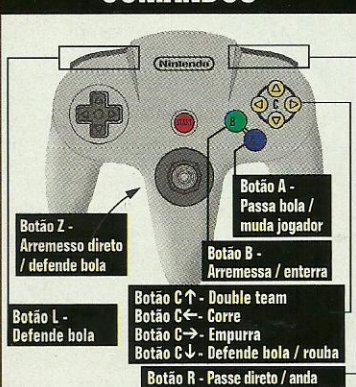 COMANDOS
Nintendo
START
B
A
C
Botão A -
Passa bola /
muda jogador
Botão Z -
Arremesso direto
/ defende bola
Botão B -
Arremessa / enterra
Botão L -
Defende bola
Botão C↑ - Double team
Botão C← - Corre
Botão C→ - Empurra
Botão C↓ - Defende bola / rouba
Botão R - Passe direto / anda